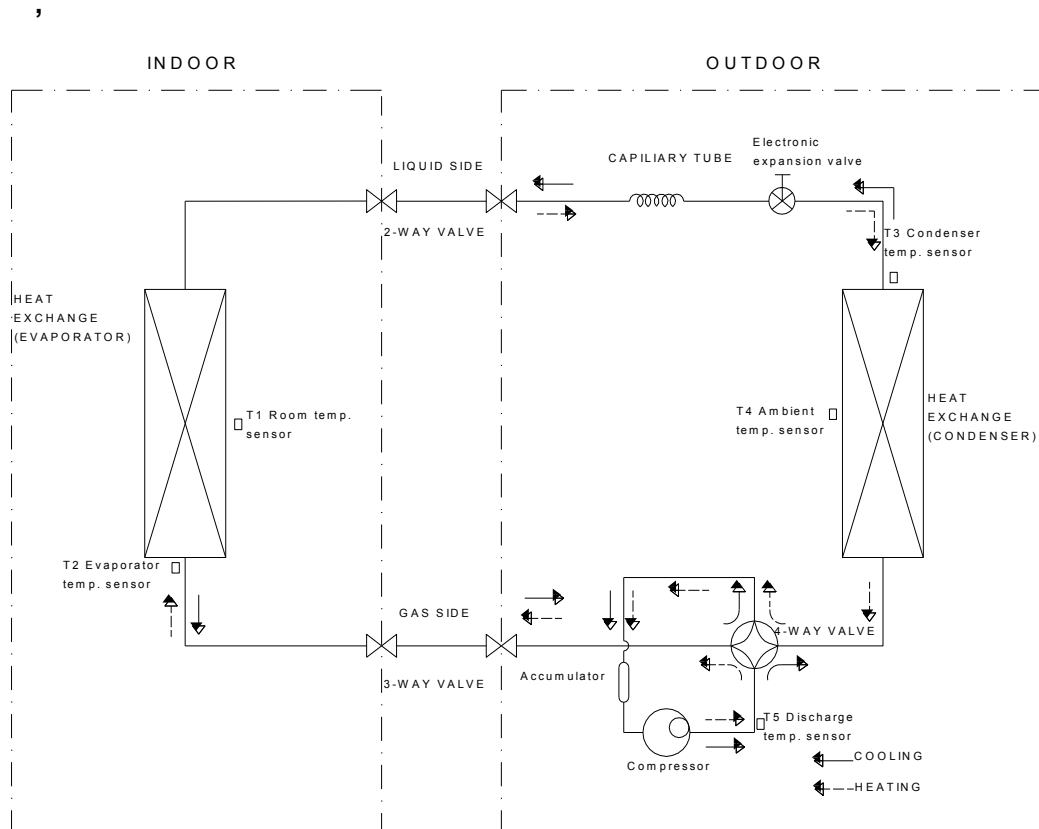 ,
INDOOR
OUTDOOR
Electronic
expansion valve
LIQUID SIDE
CAPILIARY TUBE
2-WAY VALVE
T3 Condenser
temp. sensor
HEAT
EXCHANGE
(EVAPORATOR)
T1 Room temp.
sensor
T4 Ambient
temp. sensor
HEAT
EXCHANGE
(CONDENSER)
T2 Evaporator
temp. sensor
GAS SIDE
4-WAY VALVE
3-WAY VALVE
Accumulator
T5 Discharge
temp. sensor
Compressor
COOLING
HEATING